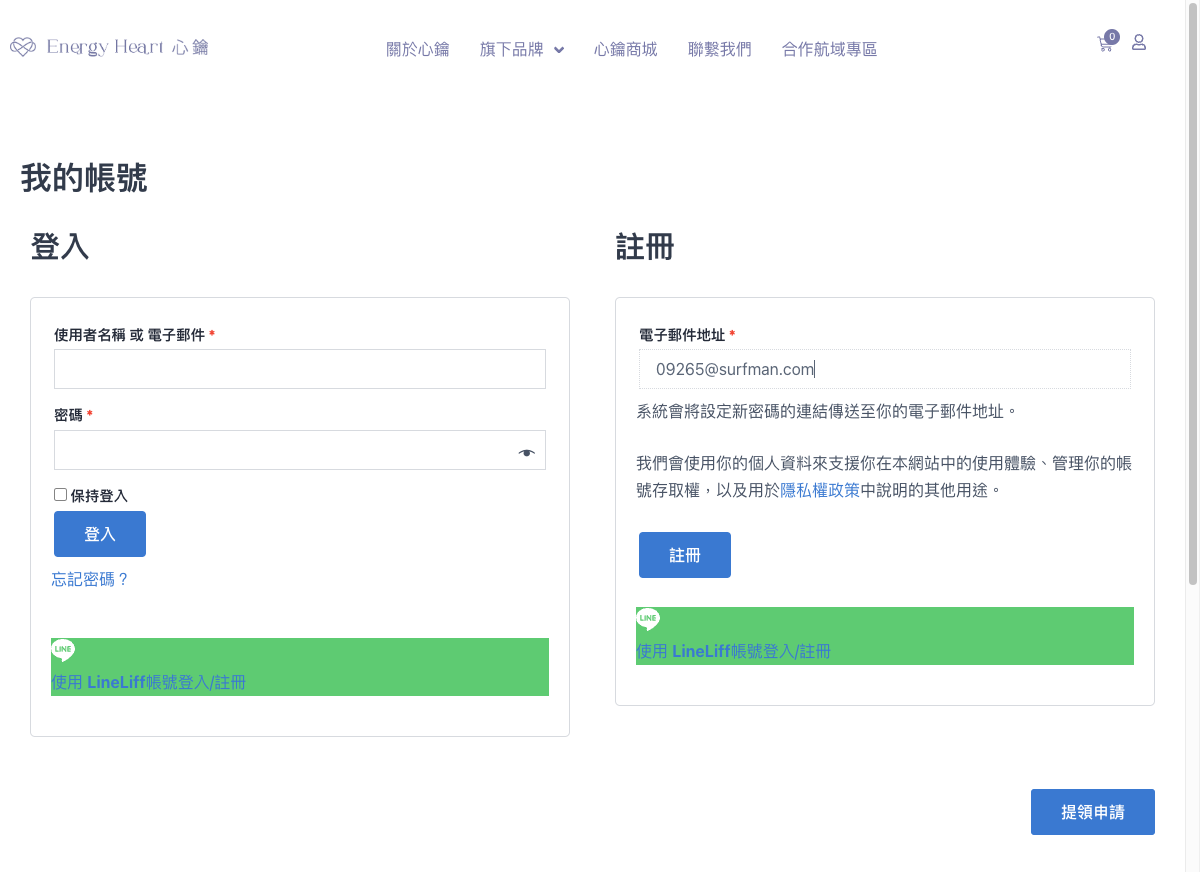 Energy Heart 心鑰
關於心鑰
旗下品牌
心鑰商城
聯繫我們
合作航域專區
0
我的帳號
登入
使用者名稱 或 電子郵件 *
密碼 *
保持登入
登入
忘記密碼？
LINE
使用 LineLiff帳號登入/註冊
註冊
電子郵件地址 *
09265@surfman.com
系統會將設定新密碼的連結傳送至你的電子郵件地址。
我們會使用你的個人資料來支援你在本網站中的使用體驗、管理你的帳
號存取權，以及用於隱私權政策中說明的其他用途。
註冊
LINE
使用 LineLiff帳號登入/註冊
提領申請